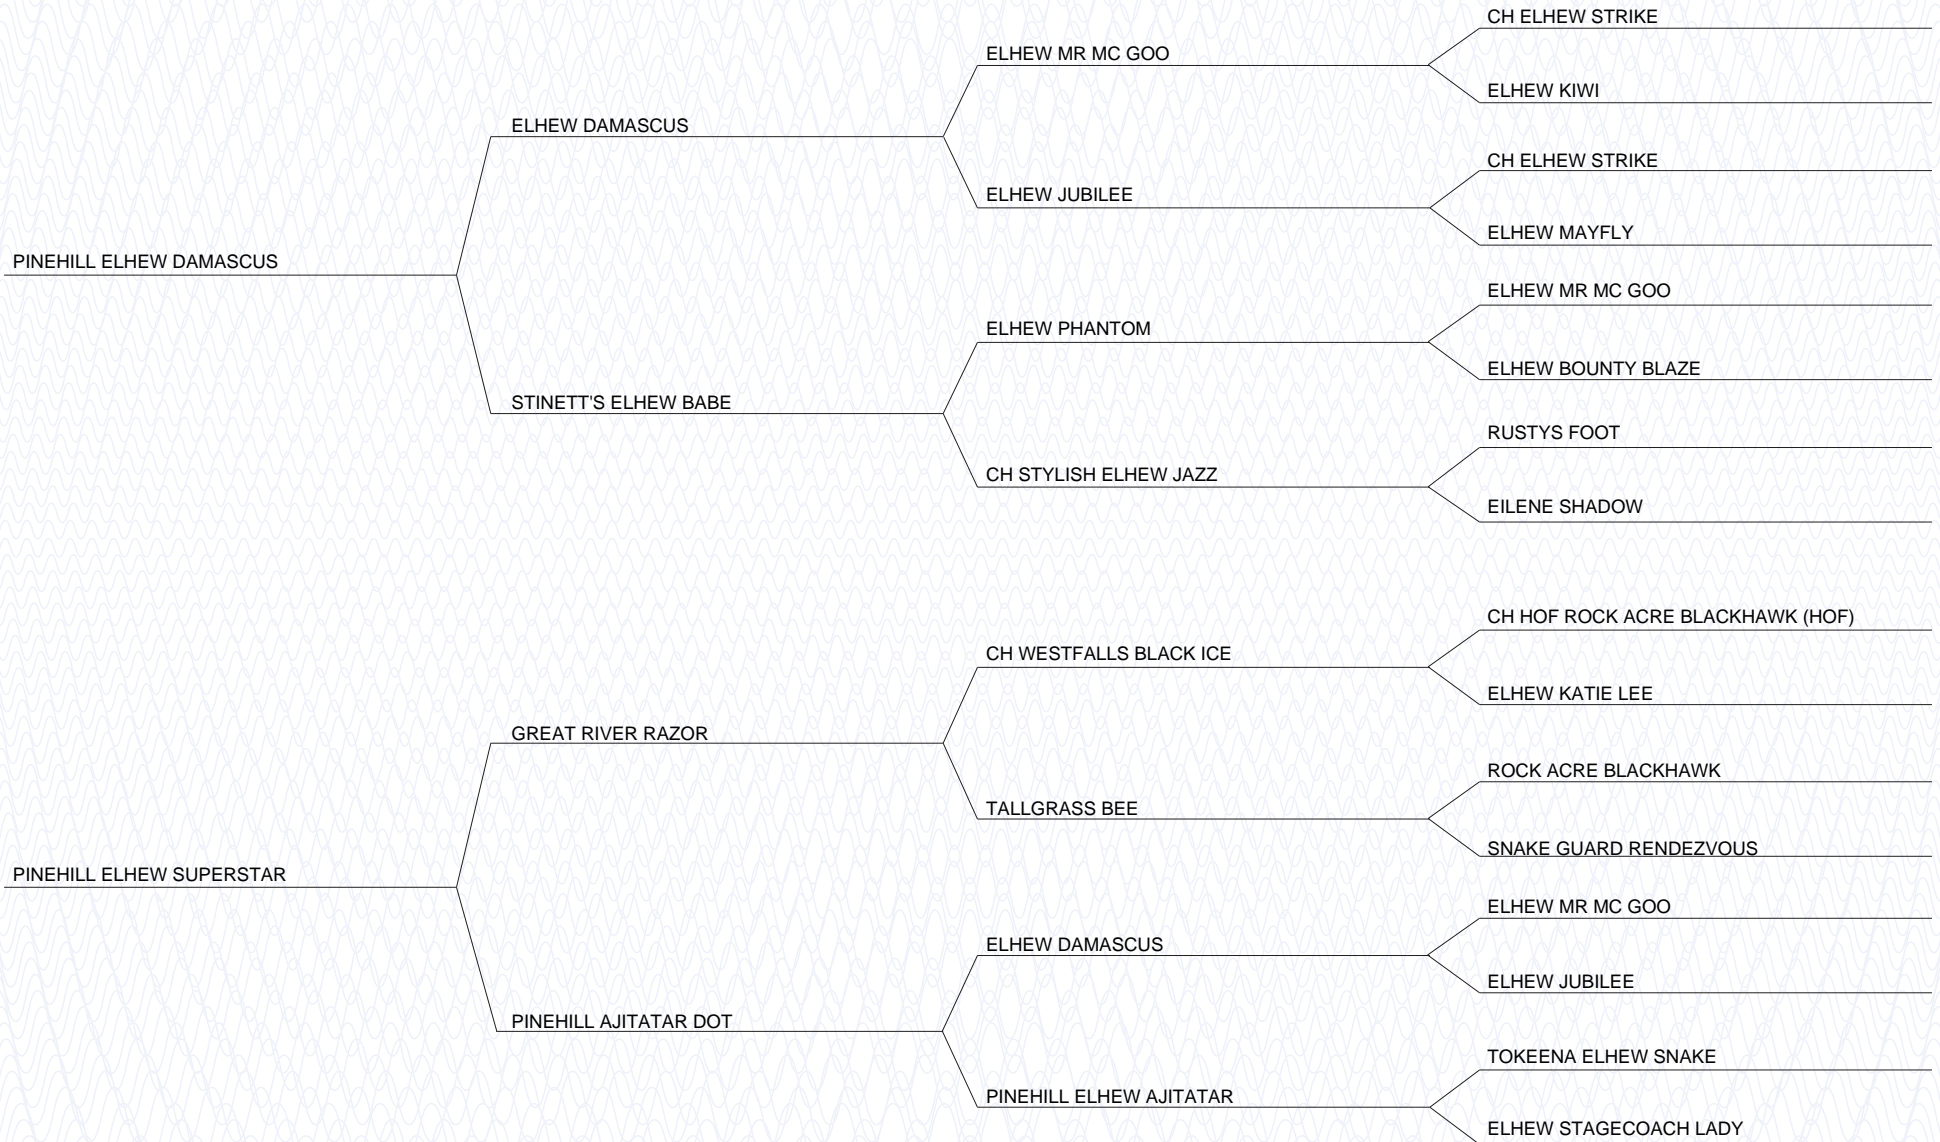 CH ELHEW STRIKE
ELHEW MR MC GOO
ELHEW KIWI
ELHEW DAMASCUS
CH ELHEW STRIKE
ELHEW JUBILEE
ELHEW MAYFLY
PINEHILL ELHEW DAMASCUS
ELHEW MR MC GOO
ELHEW PHANTOM
ELHEW BOUNTY BLAZE
STINETT'S ELHEW BABE
RUSTYS FOOT
CH STYLISH ELHEW JAZZ
EILENE SHADOW
CH HOF ROCK ACRE BLACKHAWK (HOF)
CH WESTFALLS BLACK ICE
ELHEW KATIE LEE
GREAT RIVER RAZOR
ROCK ACRE BLACKHAWK
TALLGRASS BEE
SNAKE GUARD RENDEZVOUS
PINEHILL ELHEW SUPERSTAR
ELHEW MR MC GOO
ELHEW DAMASCUS
ELHEW JUBILEE
PINEHILL AJITATAR DOT
TOKEENA ELHEW SNAKE
PINEHILL ELHEW AJITATAR
ELHEW STAGECOACH LADY